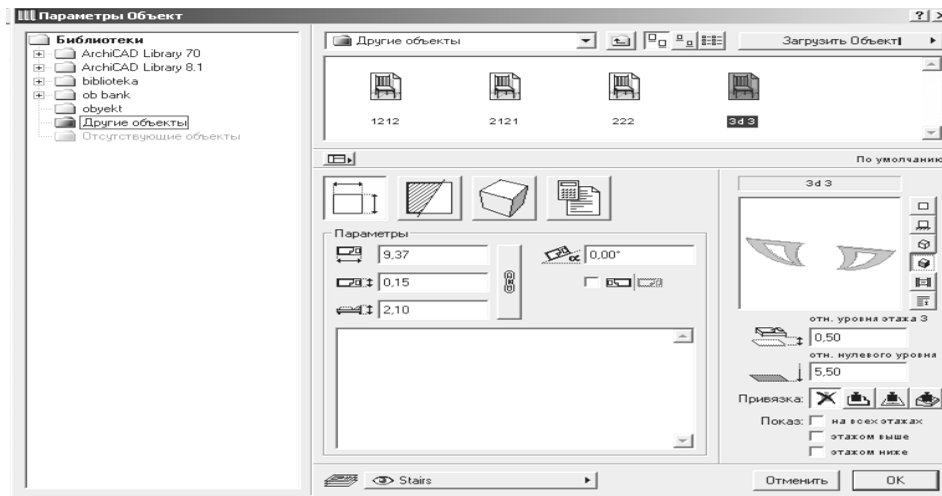 Параметры Объект
Библиотеки
ArchiCAD Library 70
ArchiCAD Library 8.1
biblioteka
ob bank
obyekt
Другие объекты
Отсутствующие объекты
Другие объекты
Загрузить Объект
1212
2121
222
3d 3
По умолчанию
3d 3
Параметры
9,37
0,00°
0,15
2,10
отн. уровня этажа 3
0,50
отн. нулевого уровня
5,50
Привязка:
Показ: на всех этажах
этажом выше
этажом ниже
Stairs
Отменить
OK